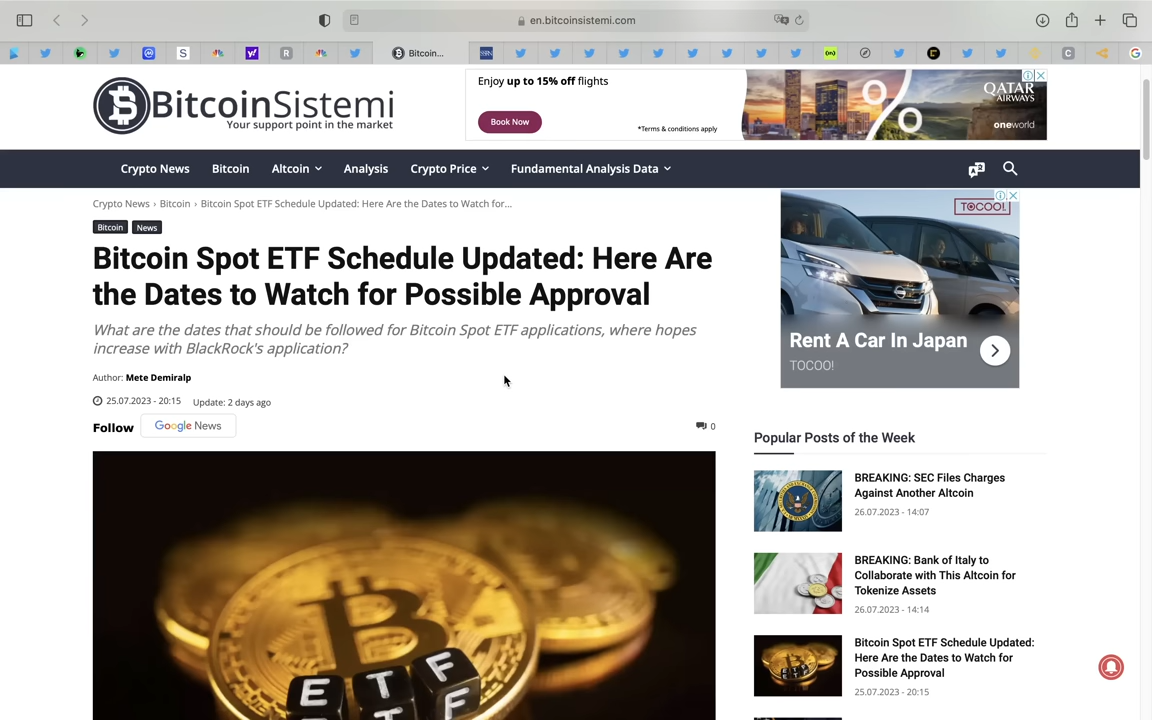 en.bitcoinsistemi.com
Bitcoin...
BitcoinSistemi
Your support point in the market
Enjoy up to 15% off flights
Book Now
*Terms & conditions apply
%
QATAR
AIRWAYS
oneworld
Crypto News
Bitcoin
Altcoin
Analysis
Crypto Price
Fundamental Analysis Data
Crypto News › Bitcoin › Bitcoin Spot ETF Schedule Updated: Here Are the Dates to Watch for...
Bitcoin
News
Bitcoin Spot ETF Schedule Updated: Here Are
the Dates to Watch for Possible Approval
What are the dates that should be followed for Bitcoin Spot ETF applications, where hopes
increase with BlackRock's application?
Author: Mete Demiralp
25.07.2023 - 20:15
Update: 2 days ago
Follow
Google News
0
ETF
TOCOO!
Rent A Car In Japan
TOCOO!
Popular Posts of the Week
BREAKING: SEC Files Charges
Against Another Altcoin
26.07.2023 - 14:07
BREAKING: Bank of Italy to
Collaborate with This Altcoin for
Tokenize Assets
26.07.2023 - 14:14
Bitcoin Spot ETF Schedule Updated:
Here Are the Dates to Watch for
Possible Approval
25.07.2023 - 20:15